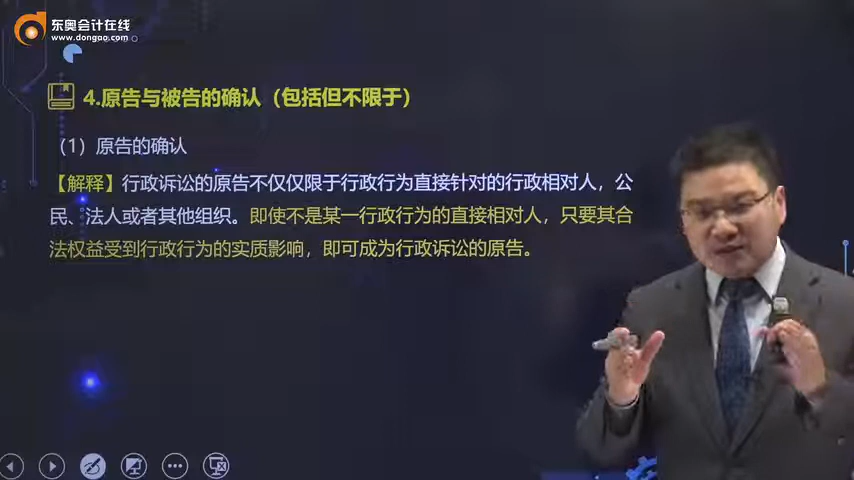 东奥会计在线
www.dongao.com
4.原告与被告的确认（包括但不限于）
（1）原告的确认
【解释】行政诉讼的原告不仅仅限于行政行为直接针对的行政相对人，公
民、法人或者其他组织。即使不是某一行政行为的直接相对人，只要其合
法权益受到行政行为的实质影响，即可成为行政诉讼的原告。